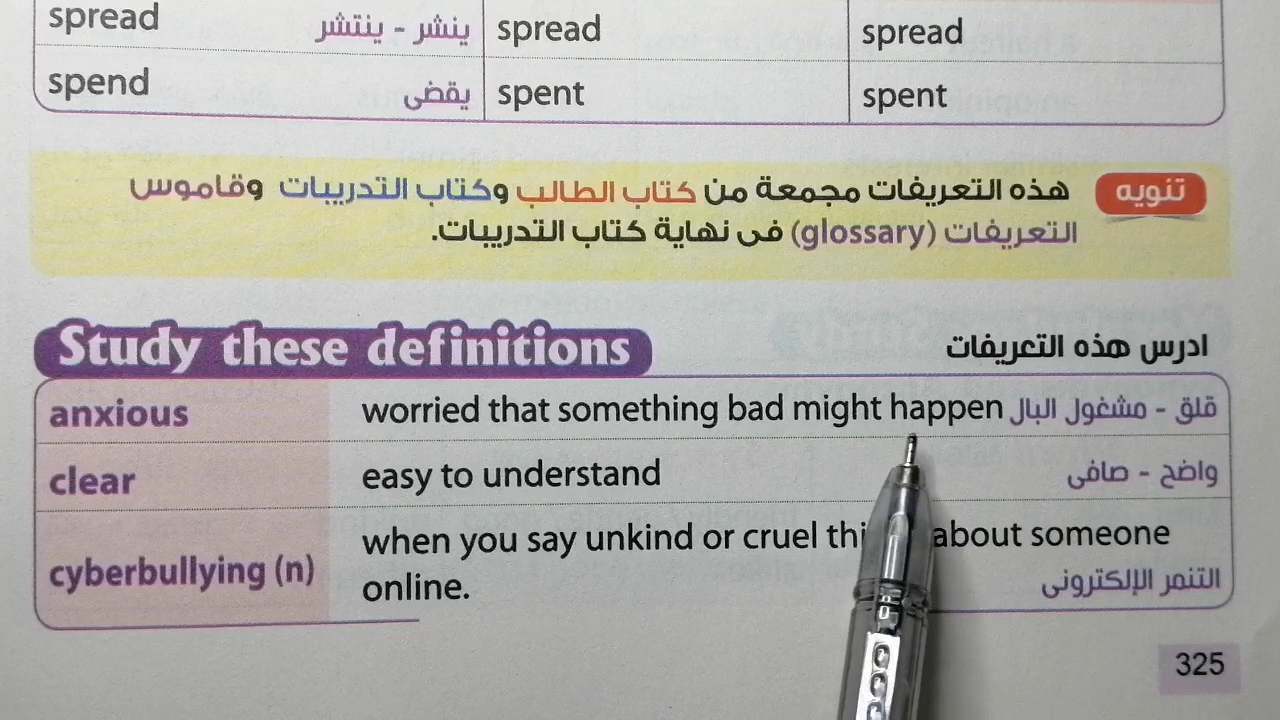 spread ينشر - ينتشر spread spread
spend يقضى spent spent
تنويه هذه التعريفات مجمعة من كتاب الطالب وكتاب التدريبات وقاموس
التعريفات (glossary) فى نهاية كتاب التدريبات.
Study these definitions ادرس هذه التعريفات
anxious worried that something bad might happen قلق - مشغول البال
clear easy to understand واضح - صافى
cyberbullying (n) when you say unkind or cruel about someone
online. التنمر الإلكترونى
325